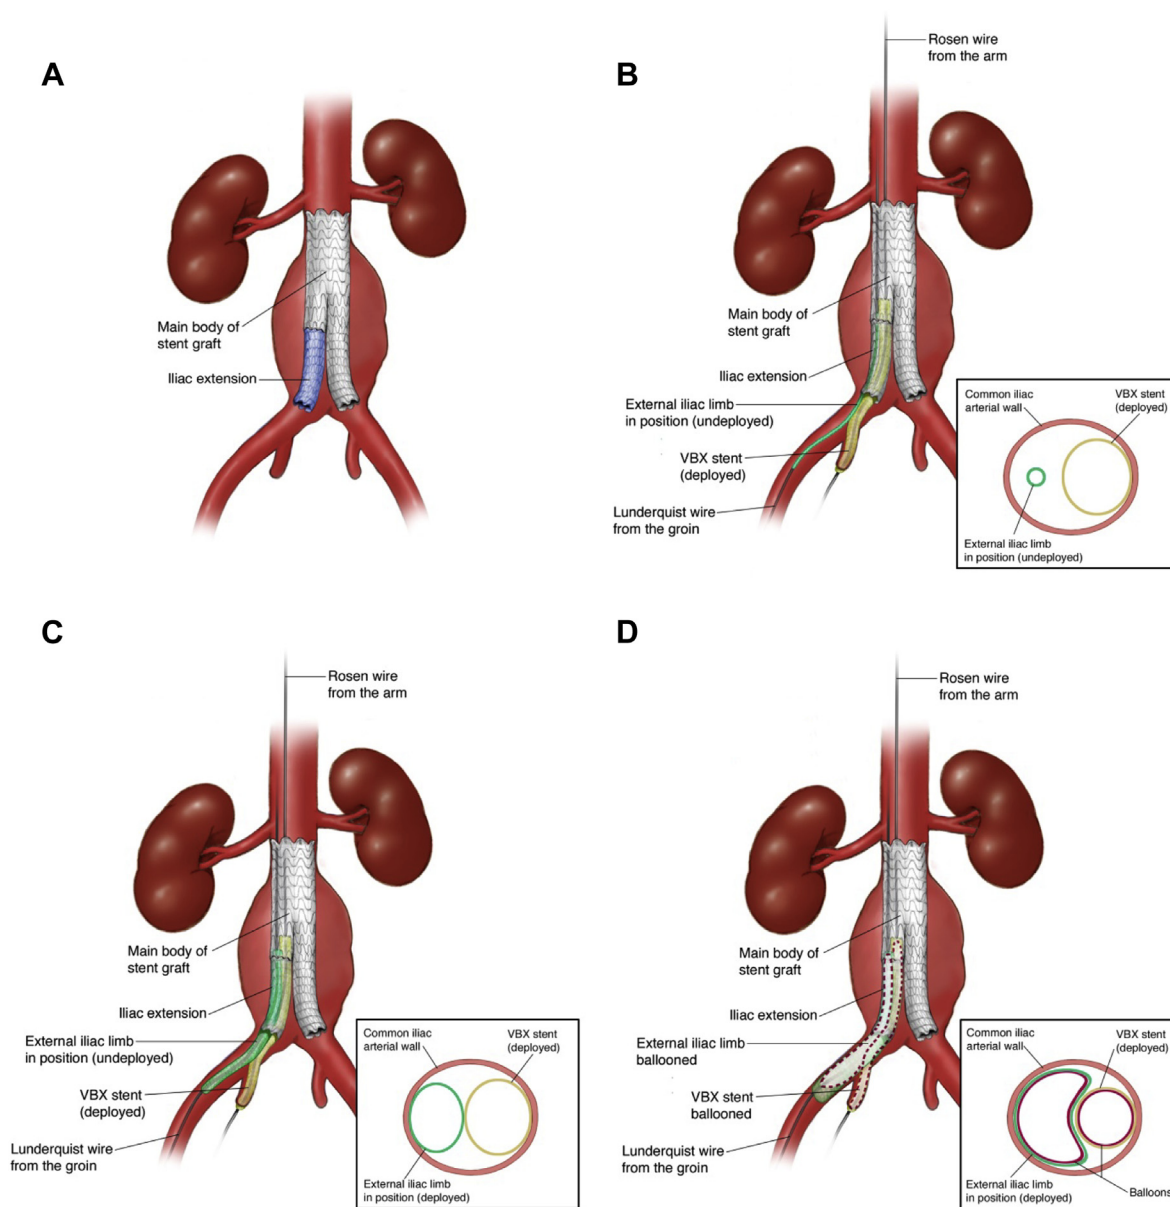 A
Main body of
stent graft
Iliac extension
B
Rosen wire
from the arm
Main body of
stent graft
Iliac extension
External iliac limb
in position (undeployed)
VBX stent
(deployed)
Lunderquist wire
from the groin
Common iliac
arterial wall
VBX stent
(deployed)
External iliac limb
in position (undeployed)
C
Rosen wire
from the arm
Main body of
stent graft
Iliac extension
External iliac limb
in position (undeployed)
VBX stent
(deployed)
Lunderquist wire
from the groin
Common iliac
arterial wall
VBX stent
(deployed)
External iliac limb
in position (deployed)
D
Rosen wire
from the arm
Main body of
stent graft
Iliac extension
External iliac limb
ballooned
VBX stent
ballooned
Lunderquist wire
from the groin
Common iliac
arterial wall
VBX stent
(deployed)
External iliac limb
in position (deployed)
Balloons